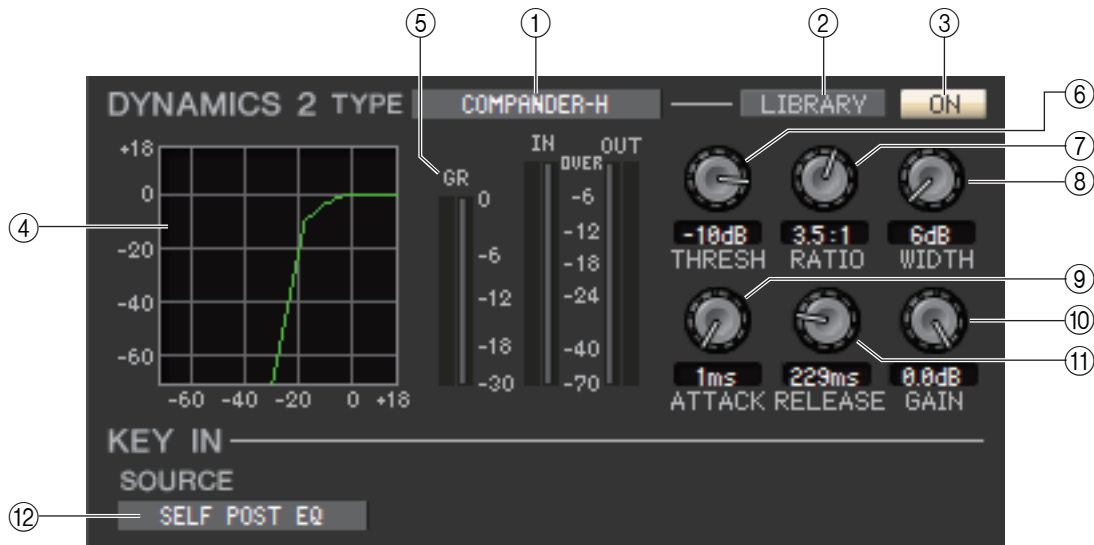 ⑤ ① ② ③
DYNAMICS 2 TYPE COMPANDER-H LIBRARY ON
⑥
⑦
⑧
④
⑨
⑩
⑪
⑫
+18
0
-20
-40
-60
-60 -40 -20 0 +18
GR
0
-6
-12
-18
-30
IN OUT
OVER
-6
-12
-18
-24
-40
-70
-10dB 3.5:1 6dB
THRESH RATIO WIDTH
1ms 229ms 0.0dB
ATTACK RELEASE GAIN
KEY IN
SOURCE
SELF POST EQ